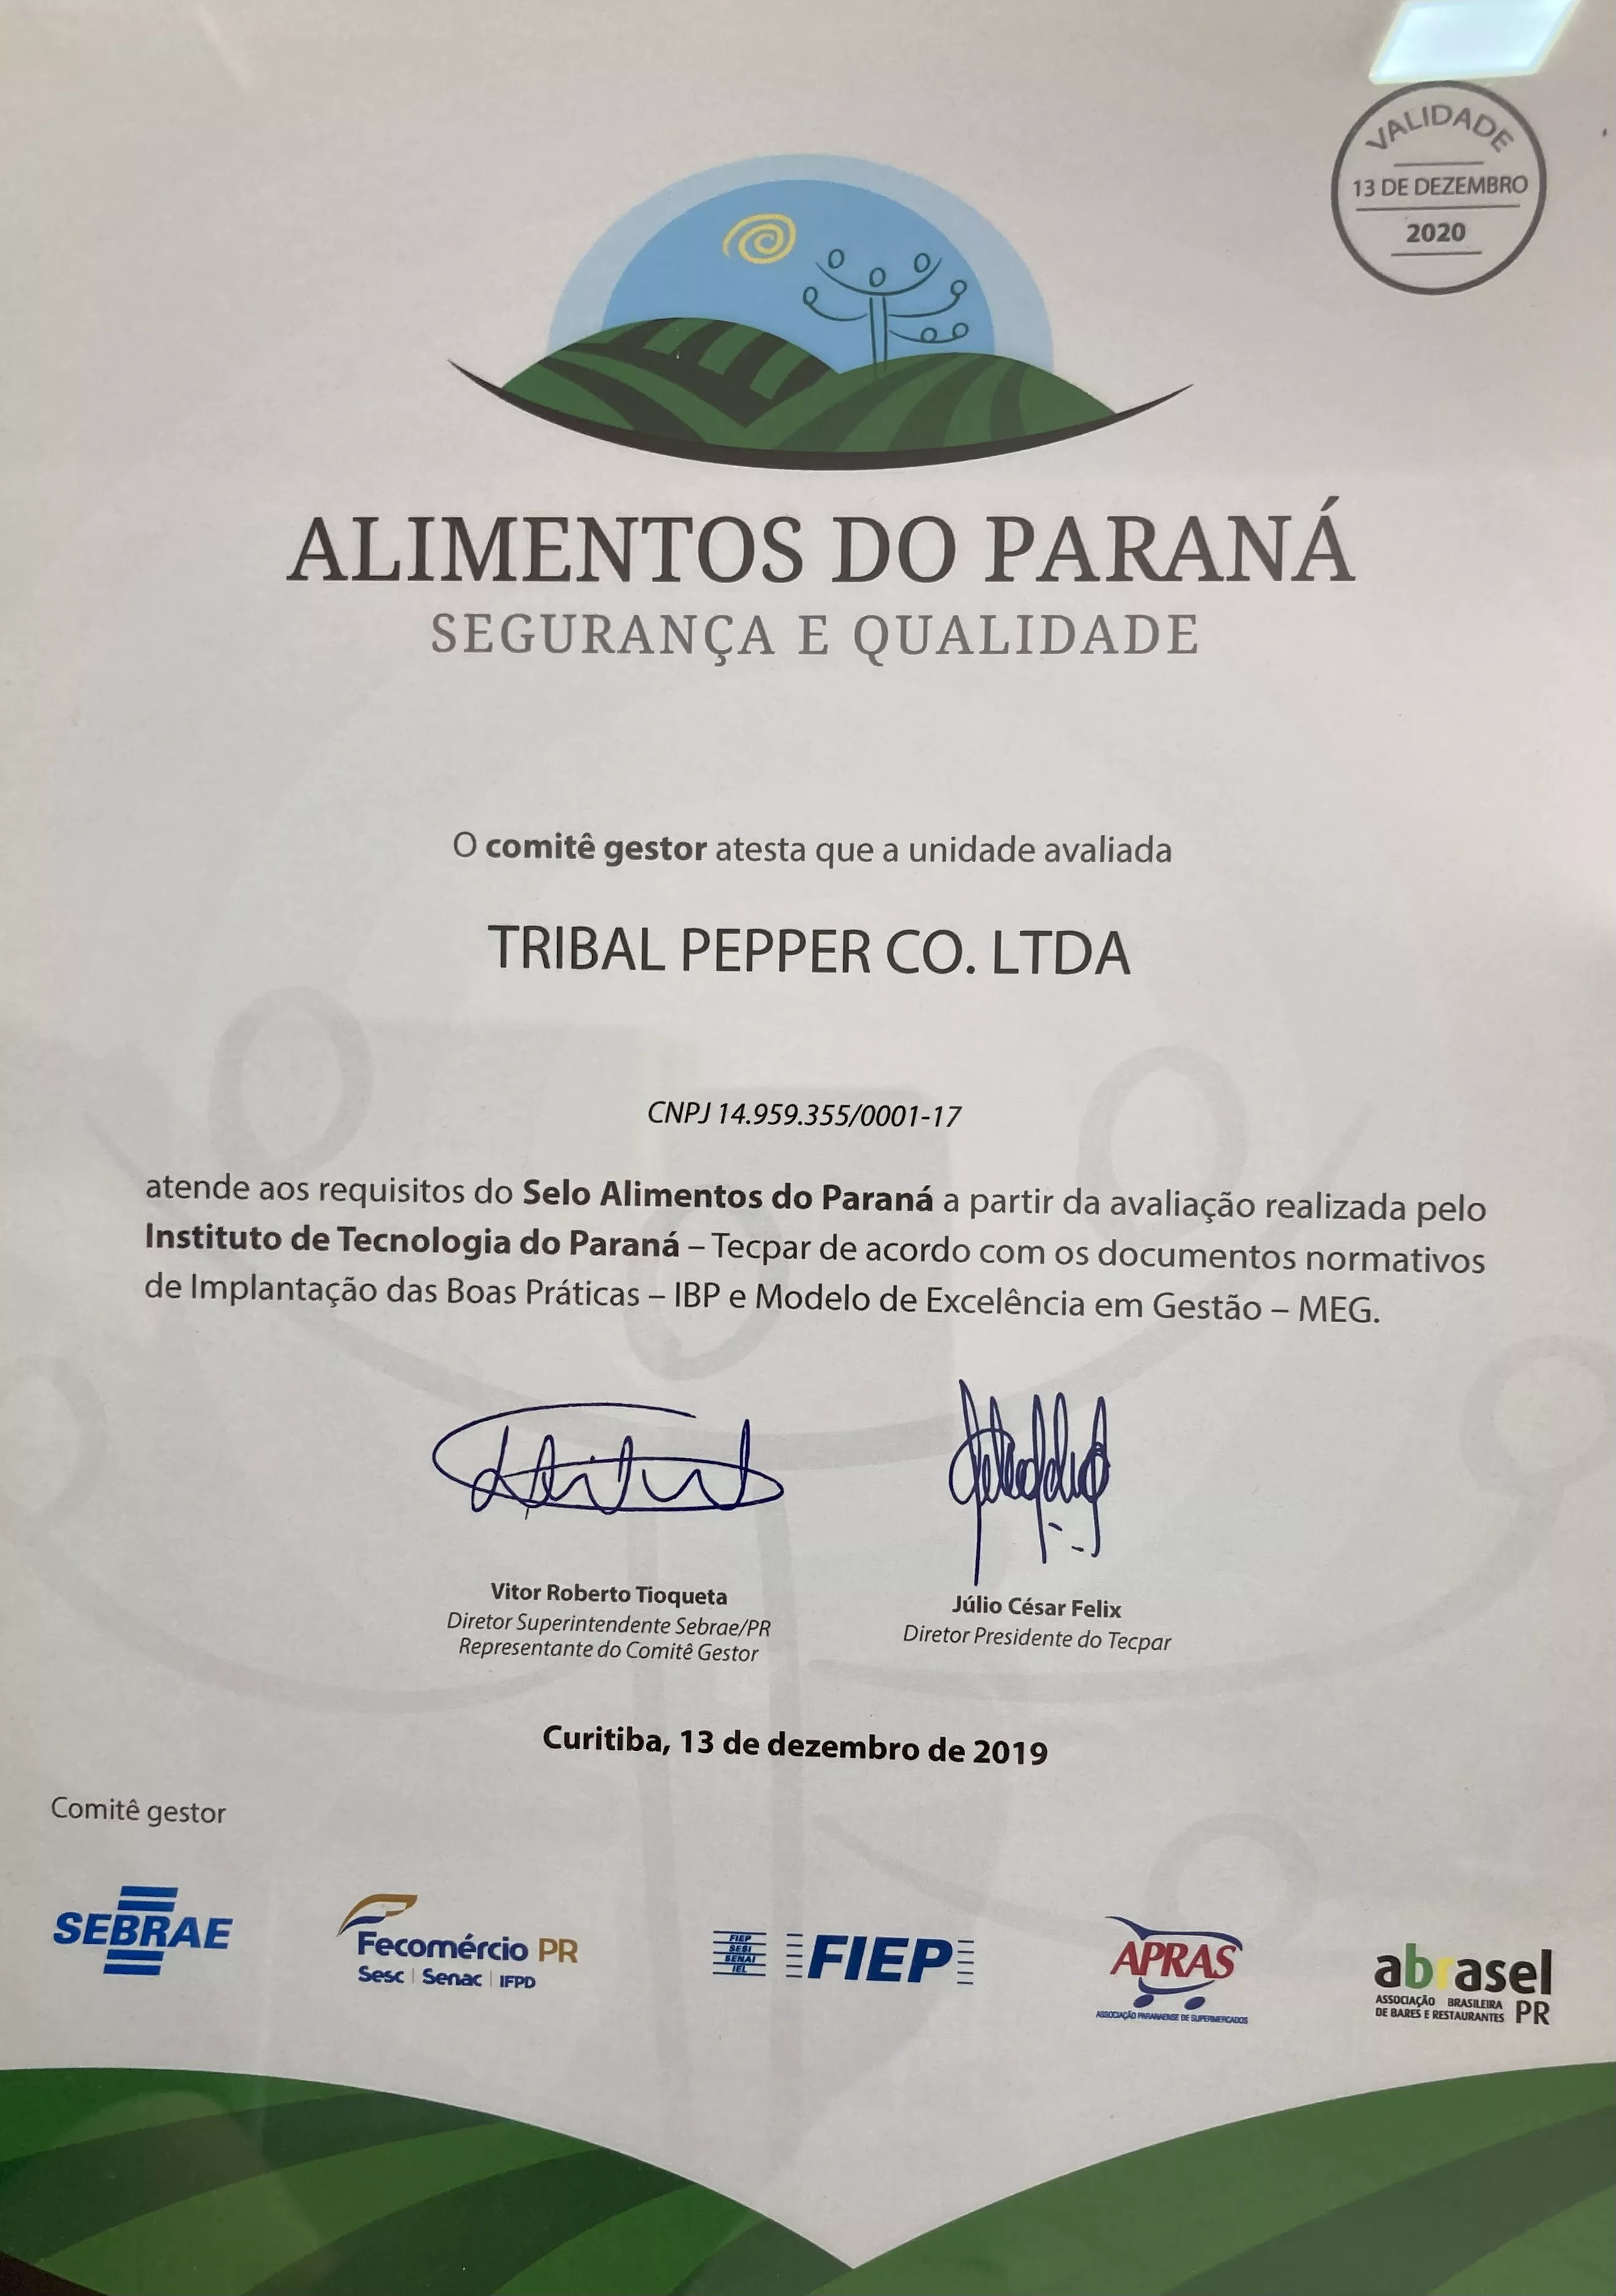 VALIDADE
13 DE DEZEMBRO
2020
ALIMENTOS DO PARANÁ
SEGURANÇA E QUALIDADE
O comitê gestor atesta que a unidade avaliada
TRIBAL PEPPER CO. LTDA
CNPJ 14.959.355/0001-17
atende aos requisitos do Selo Alimentos do Paraná a partir da avaliação realizada pelo
Instituto de Tecnologia do Paraná – Tecpar de acordo com os documentos normativos
de Implantação das Boas Práticas – IBP e Modelo de Excelência em Gestão – MEG.
Vitor Roberto Tioqueta
Diretor Superintendente Sebrae/PR
Representante do Comitê Gestor
Júlio César Felix
Diretor Presidente do Tecpar
Curitiba, 13 de dezembro de 2019
Comitê gestor
SEBRAE
Fecomércio PR
Sesc | Senac | IFPD
FIEP
SESI
SENAI
IEL
FIEP
APRAS
ASSOCIAÇÃO PARANAENSE DE SUPERMERCADOS
abrasel
ASSOCIAÇÃO BRASILEIRA
DE BARES E RESTAURANTES PR